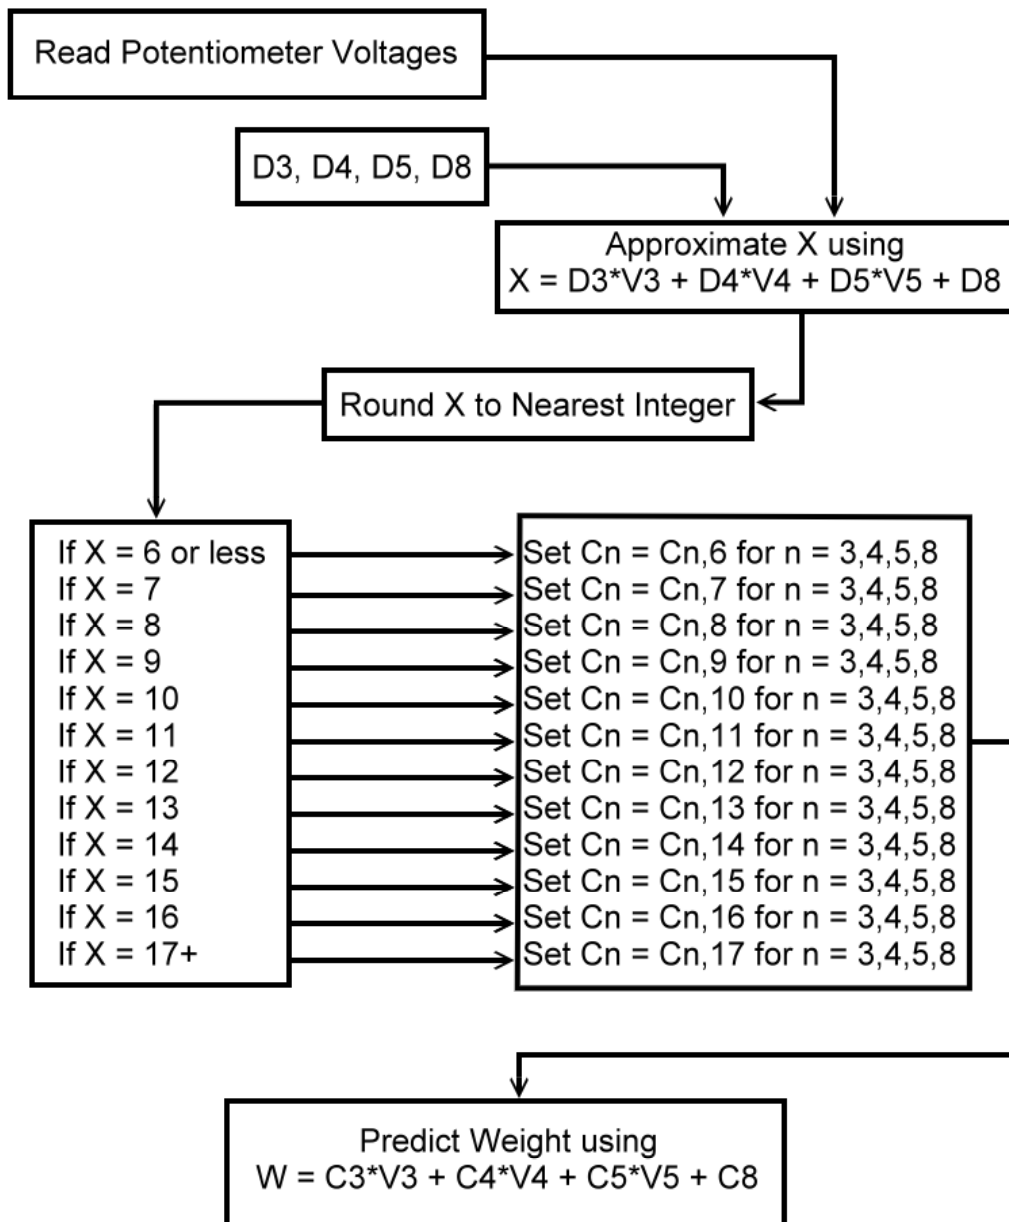 Read Potentiometer Voltages
D3, D4, D5, D8
Approximate X using
X = D3*V3 + D4*V4 + D5*V5 + D8
Round X to Nearest Integer
If X = 6 or less
If X = 7
If X = 8
If X = 9
If X = 10
If X = 11
If X = 12
If X = 13
If X = 14
If X = 15
If X = 16
If X = 17+
Set Cn = Cn,6 for n = 3,4,5,8
Set Cn = Cn,7 for n = 3,4,5,8
Set Cn = Cn,8 for n = 3,4,5,8
Set Cn = Cn,9 for n = 3,4,5,8
Set Cn = Cn,10 for n = 3,4,5,8
Set Cn = Cn,11 for n = 3,4,5,8
Set Cn = Cn,12 for n = 3,4,5,8
Set Cn = Cn,13 for n = 3,4,5,8
Set Cn = Cn,14 for n = 3,4,5,8
Set Cn = Cn,15 for n = 3,4,5,8
Set Cn = Cn,16 for n = 3,4,5,8
Set Cn = Cn,17 for n = 3,4,5,8
Predict Weight using
W = C3*V3 + C4*V4 + C5*V5 + C8